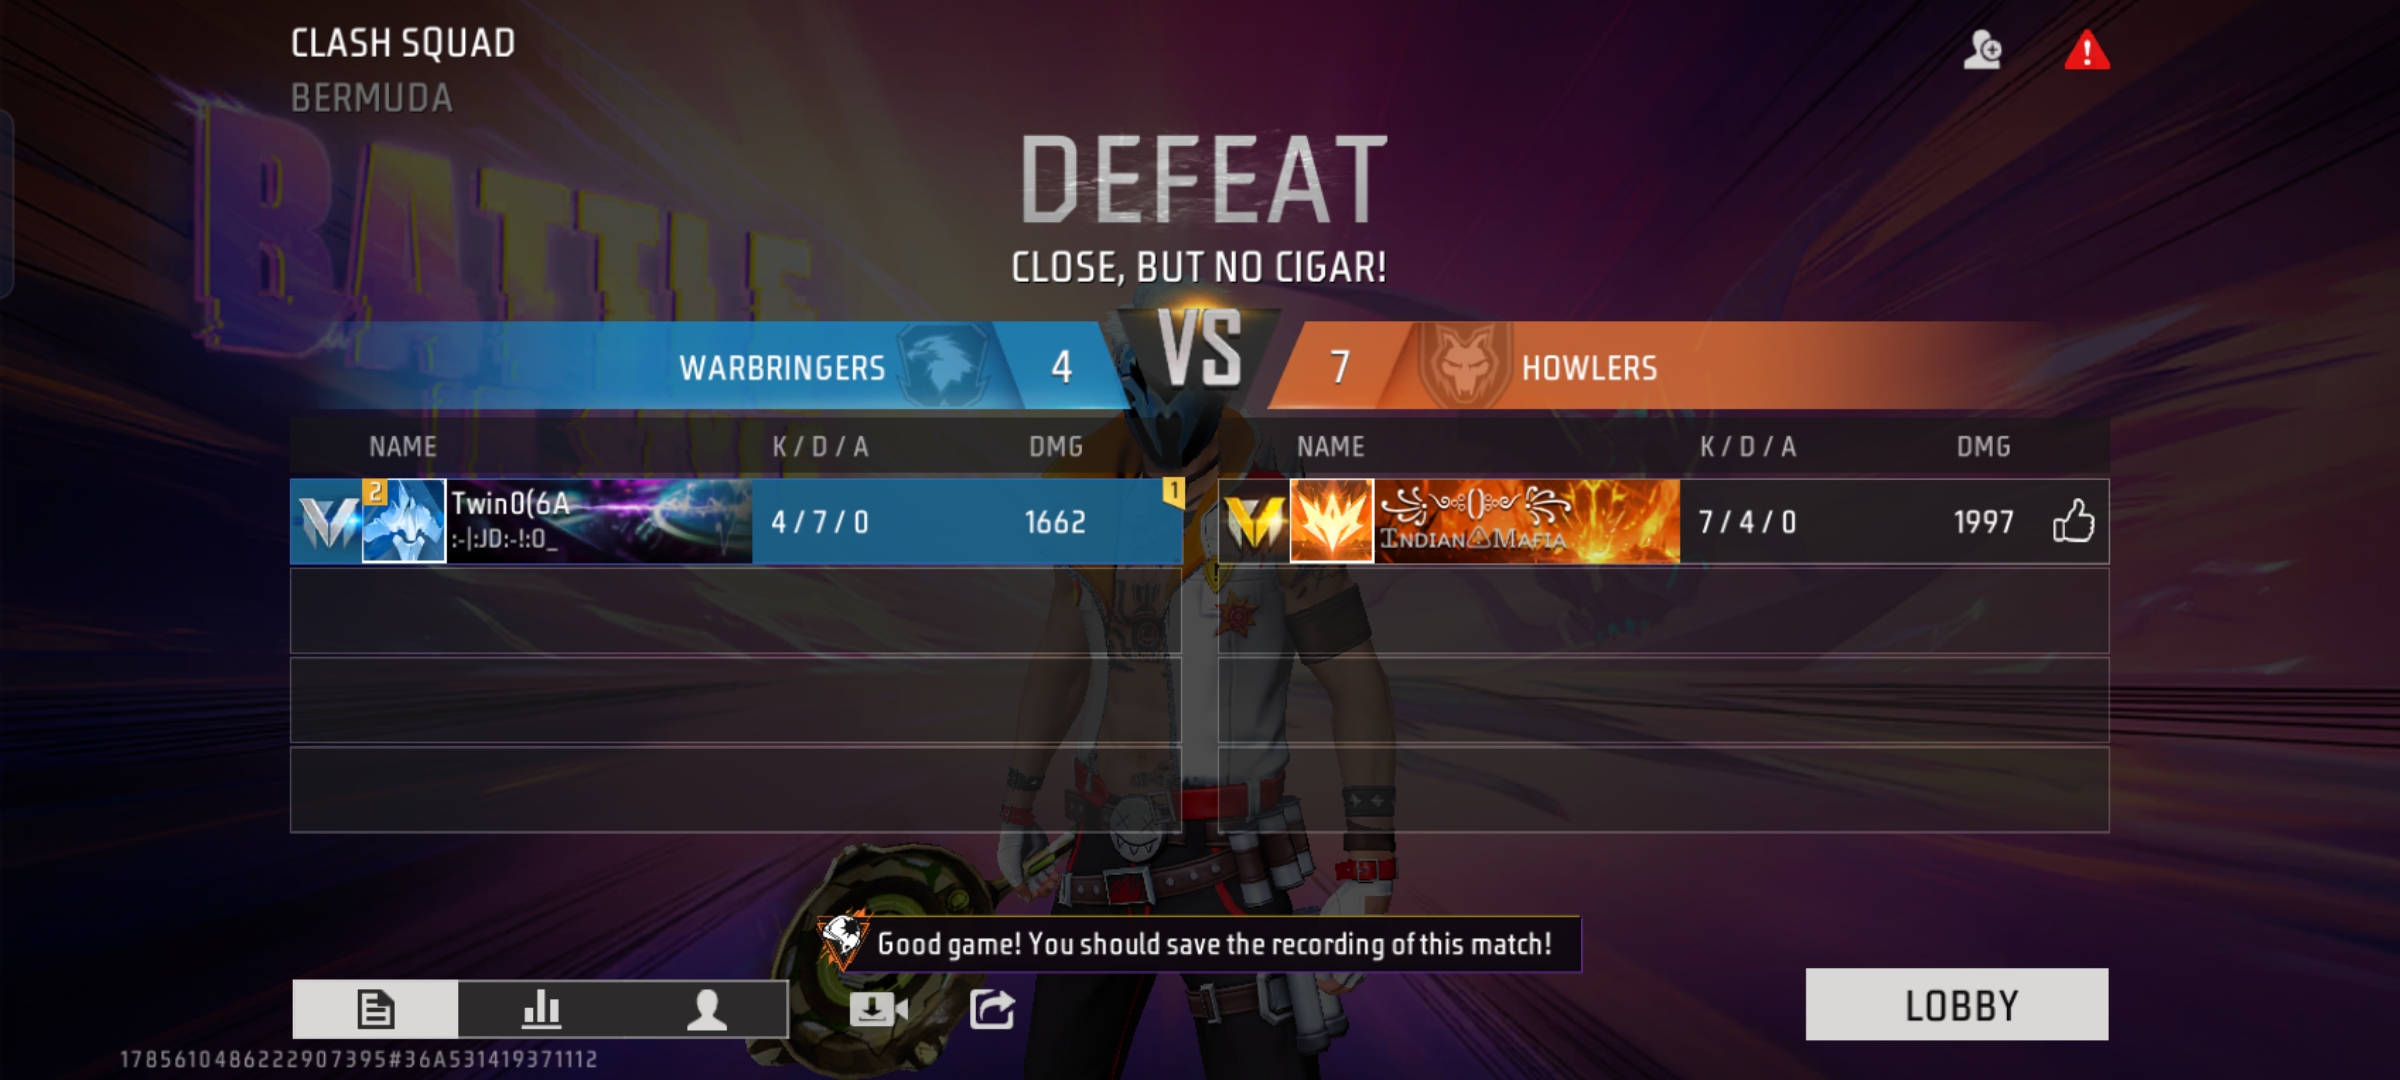 CLASH SQUAD
BERMUDA
BATTLE
DEFEAT
CLOSE, BUT NO CIGAR!
WARBRINGERS 4 VS 7 HOWLERS
NAME K / D / A DMG NAME K / D / A DMG
2 Twin0(6A 4 / 7 / 0 1662 1 7 / 4 / 0 1997
:-|:JD:-!:0_ INDIAN⚠MAFIA
Good game! You should save the recording of this match!
LOBBY
1785610486222907395#36A531419371112